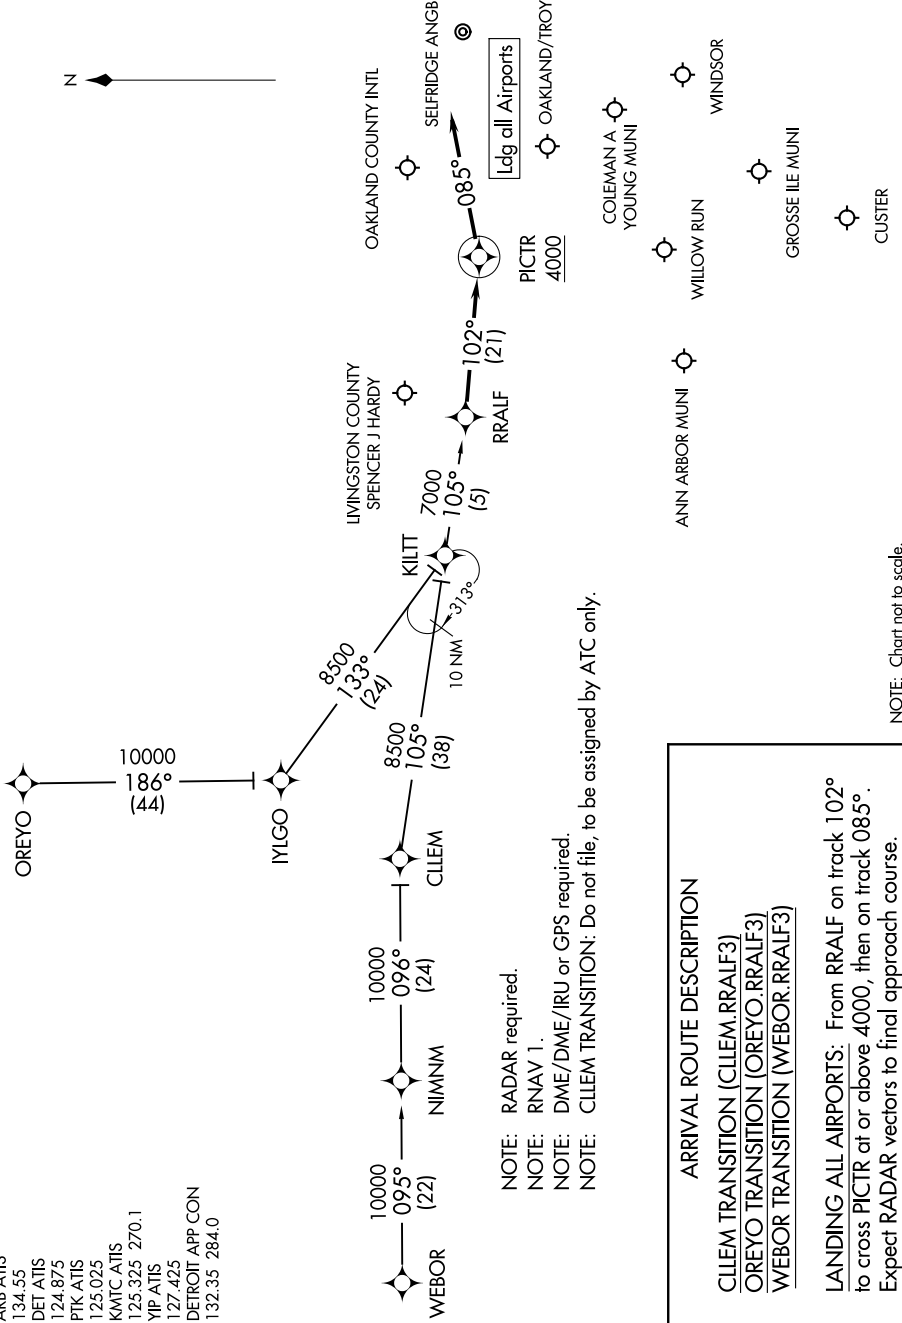 ARB ATIS
134.55
DET ATIS
124.875
PTK ATIS
125.025
KMTC ATIS
125.325 270.1
YIP ATIS
127.425
DETROIT APP CON
132.35 284.0
N
OREYO
10000
186°
(44)
IYLGO
8500
133°
(24)
WEBOR
10000
095°
(22)
NIMNM
10000
096°
(24)
CLLEM
8500
105°
(38)
10 NM
313°
KILTT
7000
105°
(5)
RRALF
102°
(21)
PICTR
4000
085°
LIVINGSTON COUNTY
SPENCER J HARDY
OAKLAND COUNTY INTL
SELFRIDGE ANGB
Ldg all Airports
OAKLAND/TROY
COLEMAN A
YOUNG MUNI
WINDSOR
WILLOW RUN
GROSSE ILE MUNI
ANN ARBOR MUNI
CUSTER
NOTE: RADAR required.
NOTE: RNAV 1.
NOTE: DME/DME/IRU or GPS required.
NOTE: CLLEM TRANSITION: Do not file, to be assigned by ATC only.
NOTE: Chart not to scale.
ARRIVAL ROUTE DESCRIPTION
CLLEM TRANSITION (CLLEM.RRALF3)
OREYO TRANSITION (OREYO.RRALF3)
WEBOR TRANSITION (WEBOR.RRALF3)
LANDING ALL AIRPORTS: From RRALF on track 102°
to cross PICTR at or above 4000, then on track 085°.
Expect RADAR vectors to final approach course.